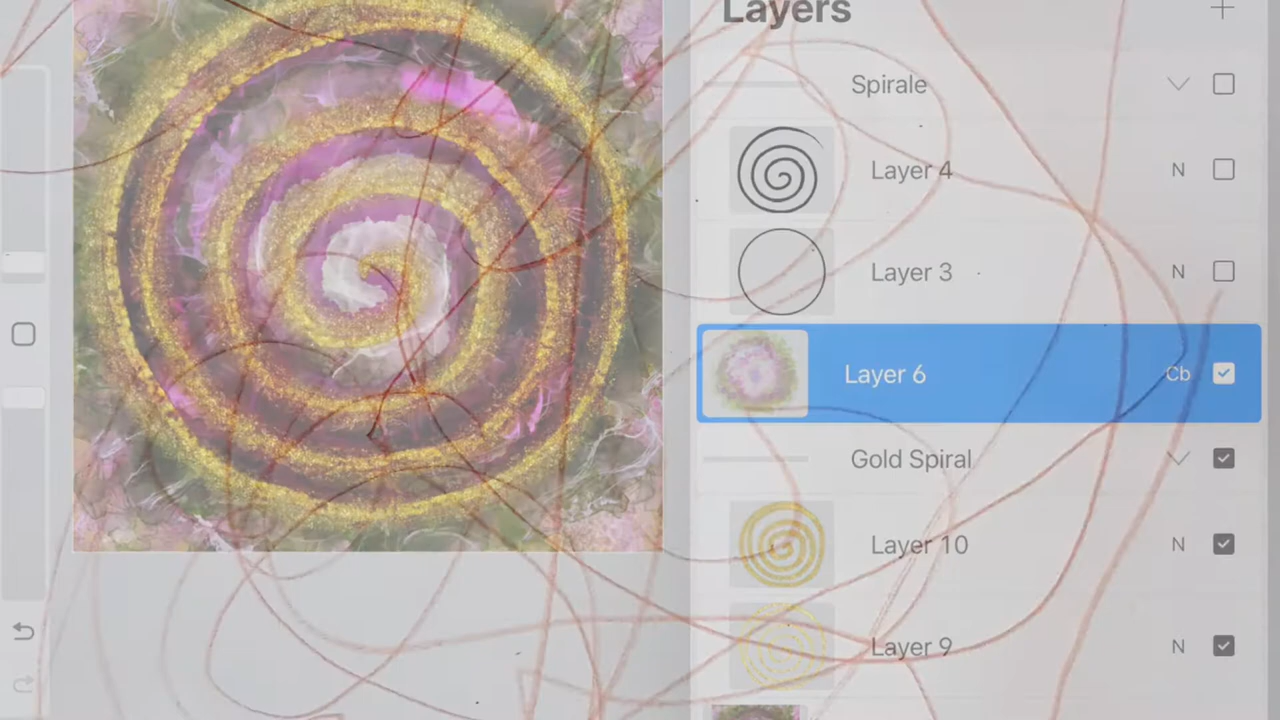 Layers
Spirale
Layer 4 N
Layer 3 N
Layer 6 Cb
Gold Spiral
Layer 10 N
Layer 9 N